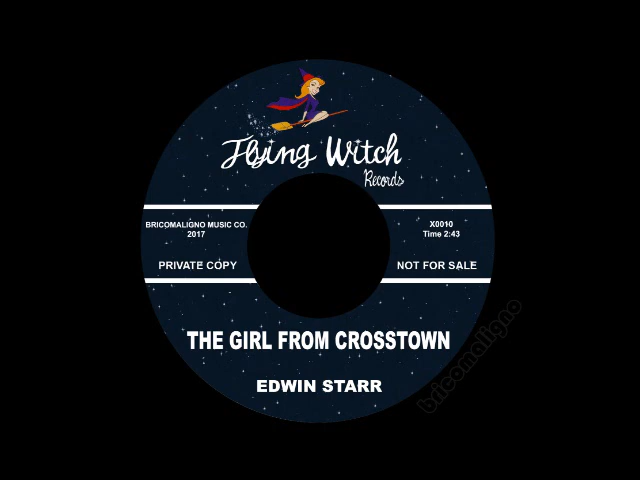 Flying Witch
Records
BRICOMALIGNO MUSIC CO.
2017
X0010
Time 2:43
PRIVATE COPY
NOT FOR SALE
THE GIRL FROM CROSSTOWN
EDWIN STARR
bricomaligno